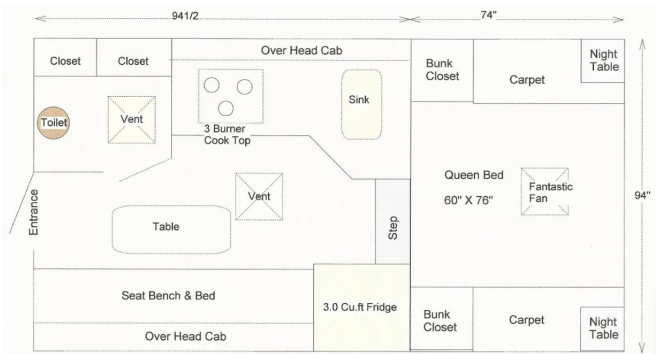 941/2
74"
Over Head Cab
Closet
Closet
Bunk
Closet
Carpet
Night
Table
Toilet
Vent
3 Burner
Cook Top
Sink
Queen Bed
60" X 76"
Fantastic
Fan
94"
Entrance
Vent
Table
Step
Seat Bench & Bed
3.0 Cu.ft Fridge
Bunk
Closet
Carpet
Night
Table
Over Head Cab